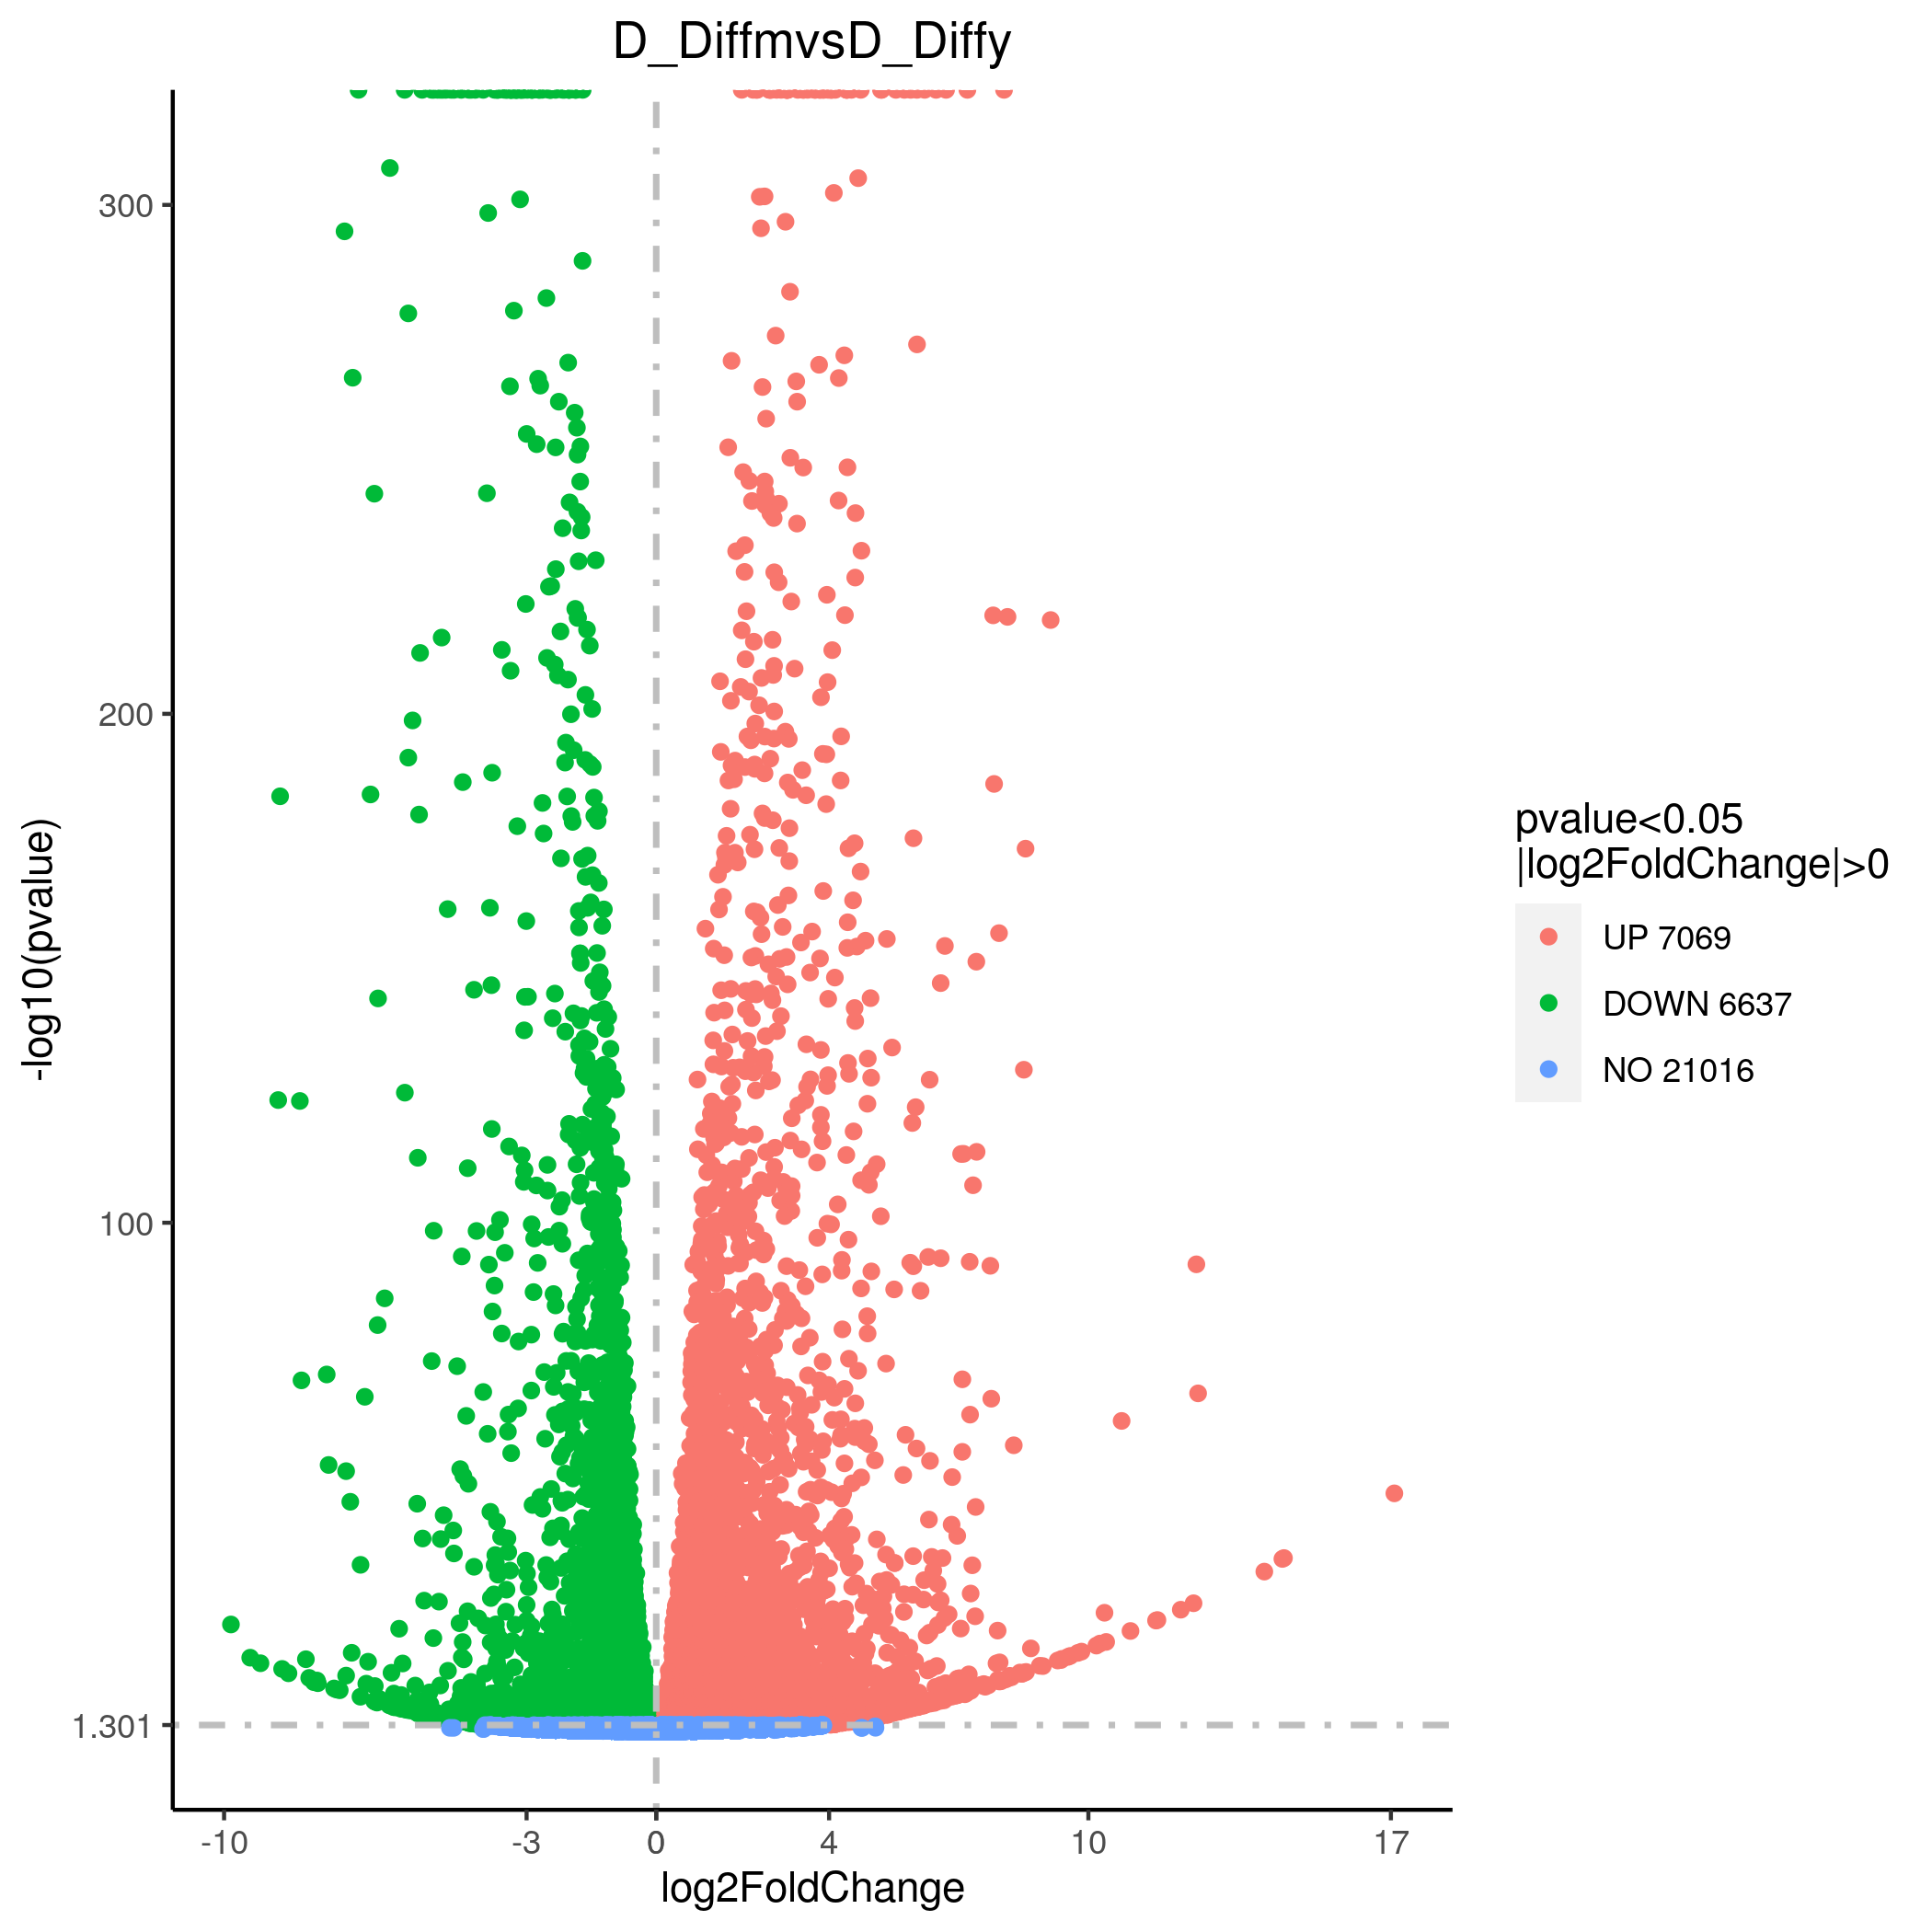 D_DiffmvsD_Diffy
300
200
100
1.301
-log10(pvalue)
-10
-3
0
4
10
17
log2FoldChange
pvalue<0.05
|log2FoldChange|>0
UP 7069
DOWN 6637
NO 21016